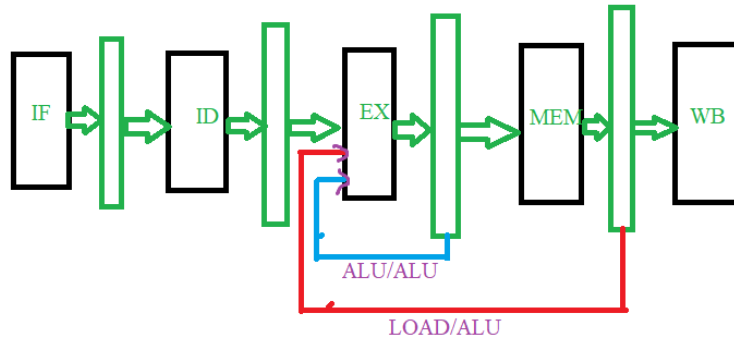 IF
ID
EX
MEM
WB
ALU/ALU
LOAD/ALU